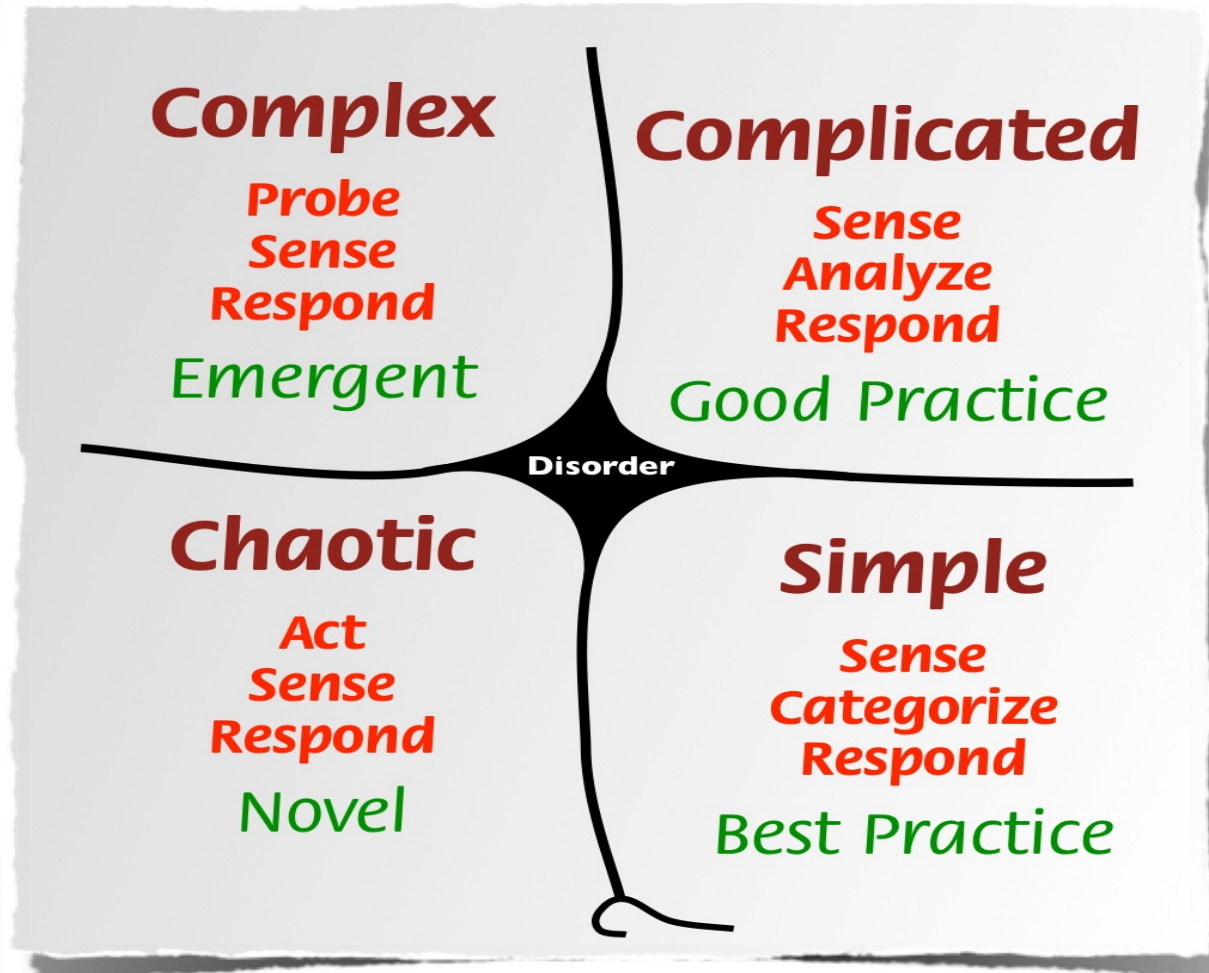 Complex
Probe
Sense
Respond
Emergent
Complicated
Sense
Analyze
Respond
Good Practice
Disorder
Chaotic
Act
Sense
Respond
Novel
Simple
Sense
Categorize
Respond
Best Practice